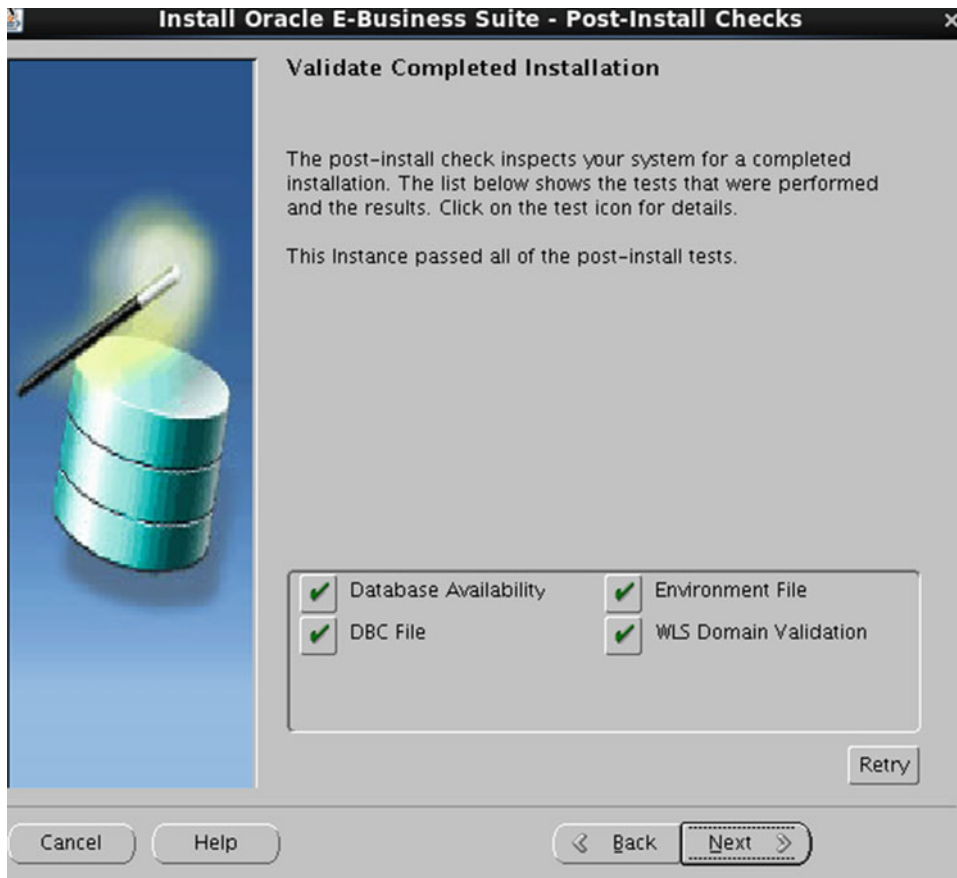 Install Oracle E-Business Suite - Post-Install Checks
Validate Completed Installation
The post-install check inspects your system for a completed
installation. The list below shows the tests that were performed
and the results. Click on the test icon for details.
This Instance passed all of the post-install tests.
Database Availability
Environment File
DBC File
WLS Domain Validation
Retry
Cancel
Help
Back
Next